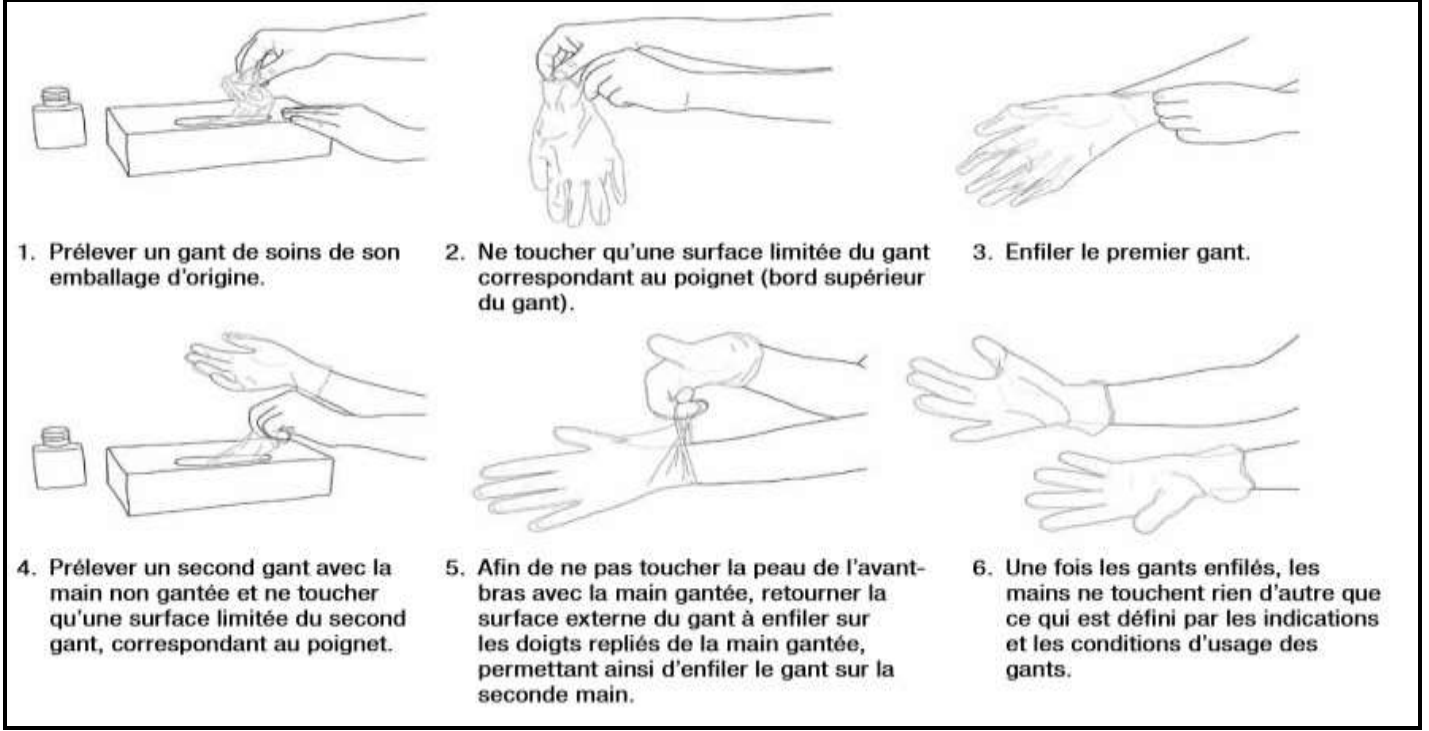 1. Prélever un gant de soins de son
emballage d'origine.
2. Ne toucher qu'une surface limitée du gant
correspondant au poignet (bord supérieur
du gant).
3. Enfiler le premier gant.
4. Prélever un second gant avec la
main non gantée et ne toucher
qu'une surface limitée du second
gant, correspondant au poignet.
5. Afin de ne pas toucher la peau de l'avant-
bras avec la main gantée, retourner la
surface externe du gant à enfiler sur
les doigts repliés de la main gantée,
permettant ainsi d'enfiler le gant sur la
seconde main.
6. Une fois les gants enfilés, les
mains ne touchent rien d'autre que
ce qui est défini par les indications
et les conditions d'usage des
gants.